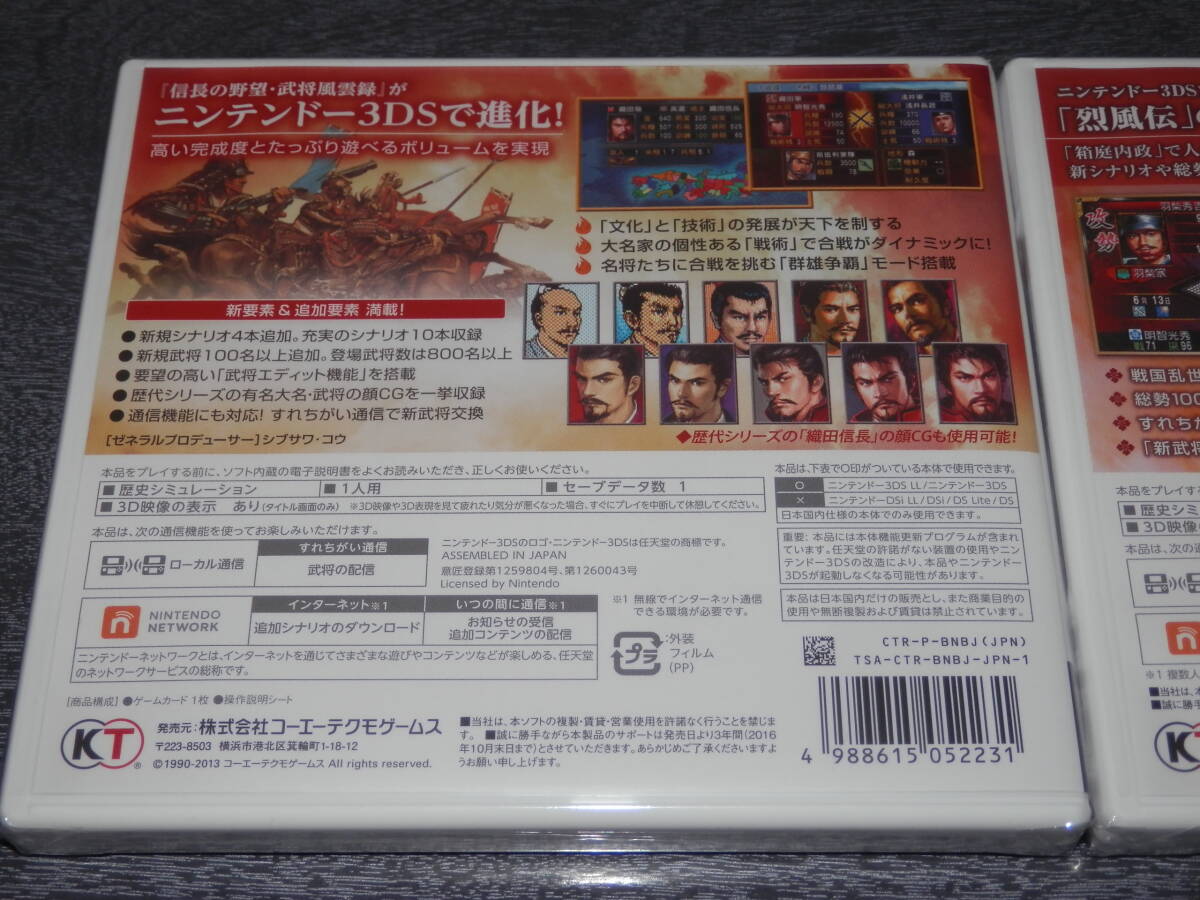 『信長の野望・武将風雲録』が
ニンテンドー3DSで進化!
高い完成度とたっぷり遊べるボリュームを実現
「文化」と「技術」の発展が天下を制する
大名家の個性ある「戦術」で合戦がダイナミックに!
名将たちに合戦を挑む「群雄争覇」モード搭載
新要素&追加要素 満載!
●新規シナリオ4本追加。充実のシナリオ10本収録
●新規武将100名以上追加。登場武将数は800名以上
●要望の高い「武将エディット機能」を搭載
●歴代シリーズの有名大名・武将の顔CGを一挙収録
●通信機能にも対応! すれちがい通信で新武将交換
[ゼネラルプロデューサー]シブサワ・コウ
◆歴代シリーズの「織田信長」の顔CGも使用可能!
本品をプレイする前に、ソフト内蔵の電子説明書をよくお読みいただき、正しくお使いください。
■歴史シミュレーション
■1人用
■セーブデータ数 1
■3D映像の表示 あり(タイトル画面のみ) ※3D映像や3D表現を見て疲れたり気分が悪くなった場合、すぐにプレイを中断して休憩してください。
本品は、次の通信機能を使ってお楽しみいただけます。
ローカル通信
すれちがい通信
武将の配信
ニンテンドー3DSのロゴ・ニンテンドー3DSは任天堂の商標です。
ASSEMBLED IN JAPAN
意匠登録第1259804号、第1260043号
Licensed by Nintendo
NINTENDO
NETWORK
インターネット※1
追加シナリオのダウンロード
いつの間に通信※1
お知らせの受信
追加コンテンツの配信
ニンテンドーネットワークとは、インターネットを通じてさまざまな遊びやコンテンツなどが楽しめる、任天堂
のネットワークサービスの総称です。
※1 無線でインターネット通信
できる環境が必要です。
プラ
:外装
フィルム
(PP)
本品は、下表で〇印がついている本体で使用できます。
〇 ニンテンドー3DS LL/ニンテンドー3DS
× ニンテンドーDSi LL/DSi/DS Lite/DS
日本国内仕様の本体でのみ使用できます。
重要:本品には本体機能更新プログラムが含まれ
ています。任天堂の許諾がない装置の使用やニン
テンドー3DSの改造により、本品やニンテンドー
3DSが起動しなくなる可能性があります。
本品は日本国内だけの販売とし、また商業目的の
使用や無断複製および賃貸は禁止されています。
CTR-P-BNBJ(JPN)
TSA-CTR-BNBJ-JPN-1
[商品構成] ●ゲームカード 1枚 ●操作説明シート
KT
®
発売元:株式会社コーエーテクモゲームス
〒223-8503 横浜市港北区箕輪町1-18-12
©1990-2013 コーエーテクモゲームス All rights reserved.
■当社は、本ソフトの複製・賃貸・営業使用を許諾なく行うことを禁じま
す。■誠に勝手ながら本製品のサポートは発売日より3年間(2016
年10月末日まで)とさせていただきます。あらかじめご了承くださいますよ
うお願い申し上げます。
4 988615 052231
ニンテンドー3DS
「烈風伝」
「箱庭内政」で人
新シナリオや総勢
攻勢
羽柴秀吉
羽柴家
6月13日
明智光秀
戦71 采96
戦国乱世
総勢100
すれちが
「新武将
本品をプレイする
■歴史シミ
■3D映像
本品は、次の通
※1 複数人
■当社は、本
■誠に勝手
KT